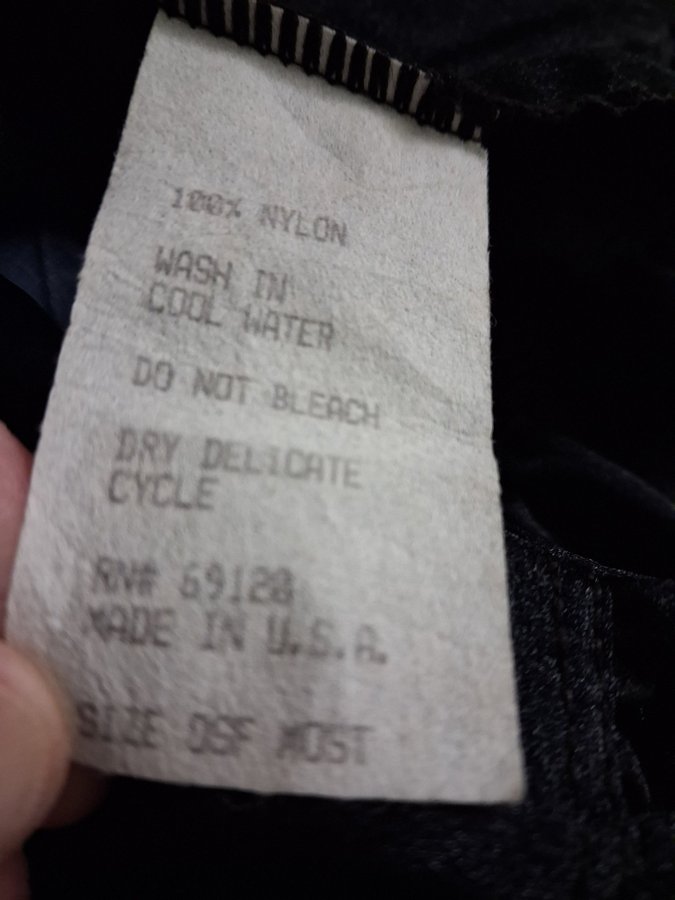 100% NYLON
WASH IN
COOL WATER
DO NOT BLEACH
DRY DELICATE
CYCLE
RN# 69120
MADE IN U.S.A.
SIZE OSF MOST